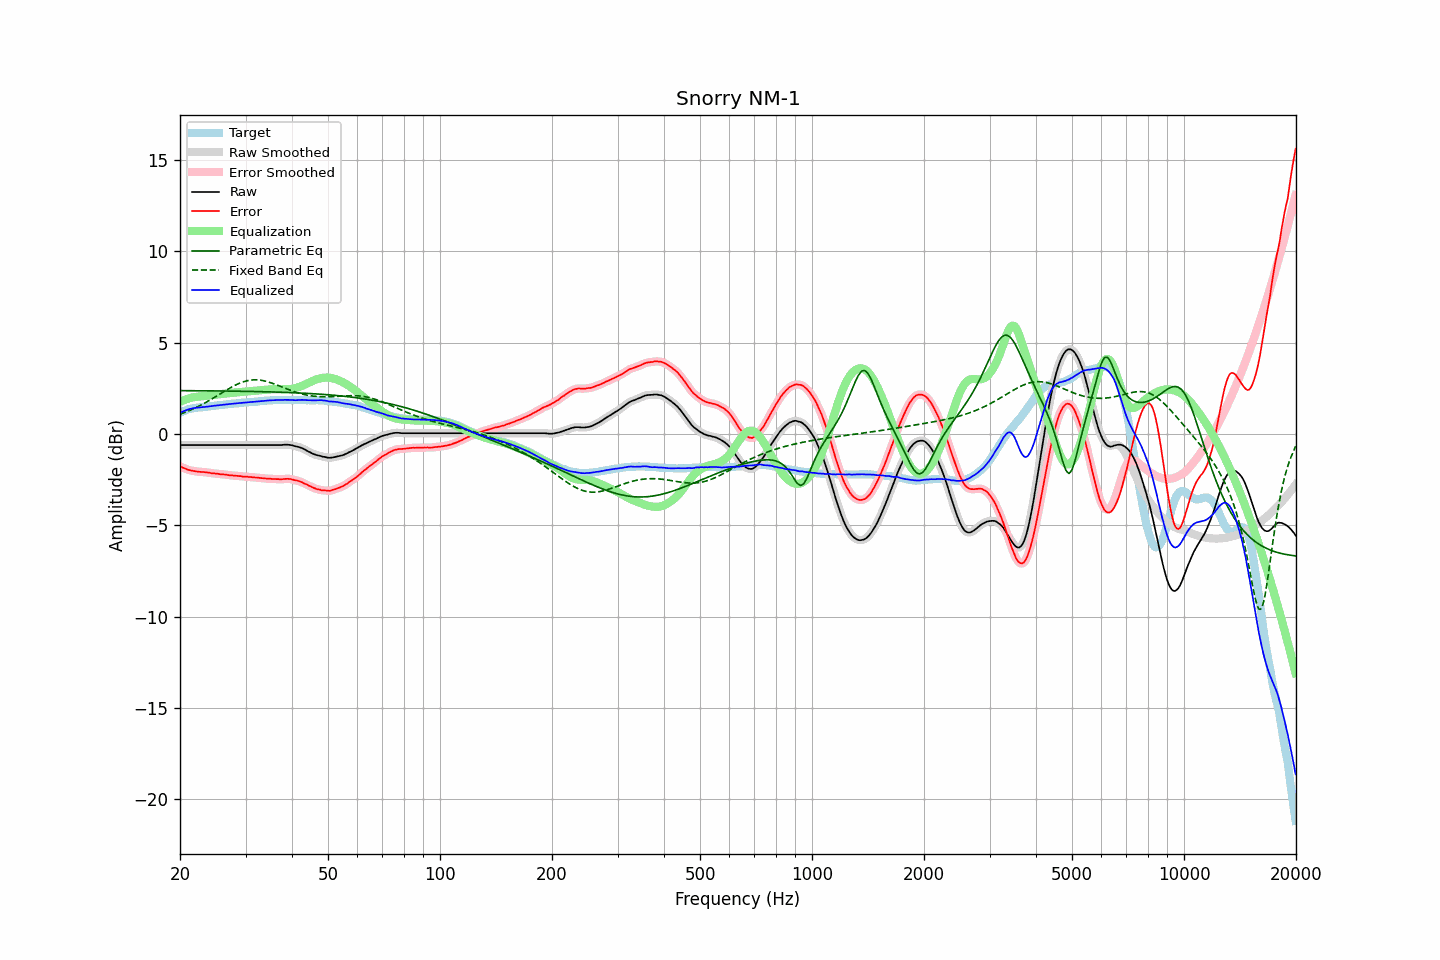 Snorry NM-1
Target
Raw Smoothed
Error Smoothed
Raw
Error
Equalization
Parametric Eq
Fixed Band Eq
Equalized
15
10
5
0
−5
−10
−15
−20
Amplitude (dBr)
20
50
100
200
500
1000
2000
5000
10000
20000
Frequency (Hz)